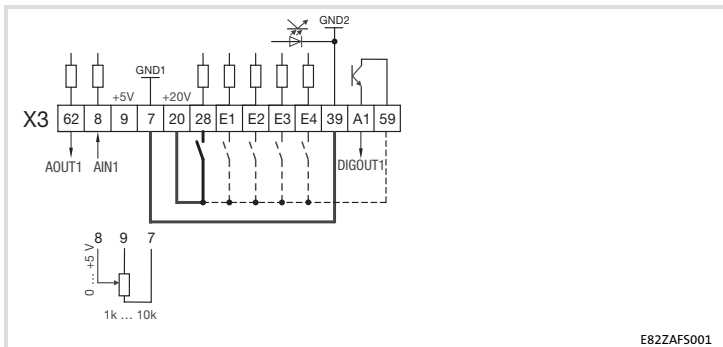 GND2
GND1
+5V +20V
X3 62 8 9 7 20 28 E1 E2 E3 E4 39 A1 59
AOUT1 AIN1 DIGOUT1
8 9 7
0 ... +5 V
1k ... 10k
E82ZAFS001